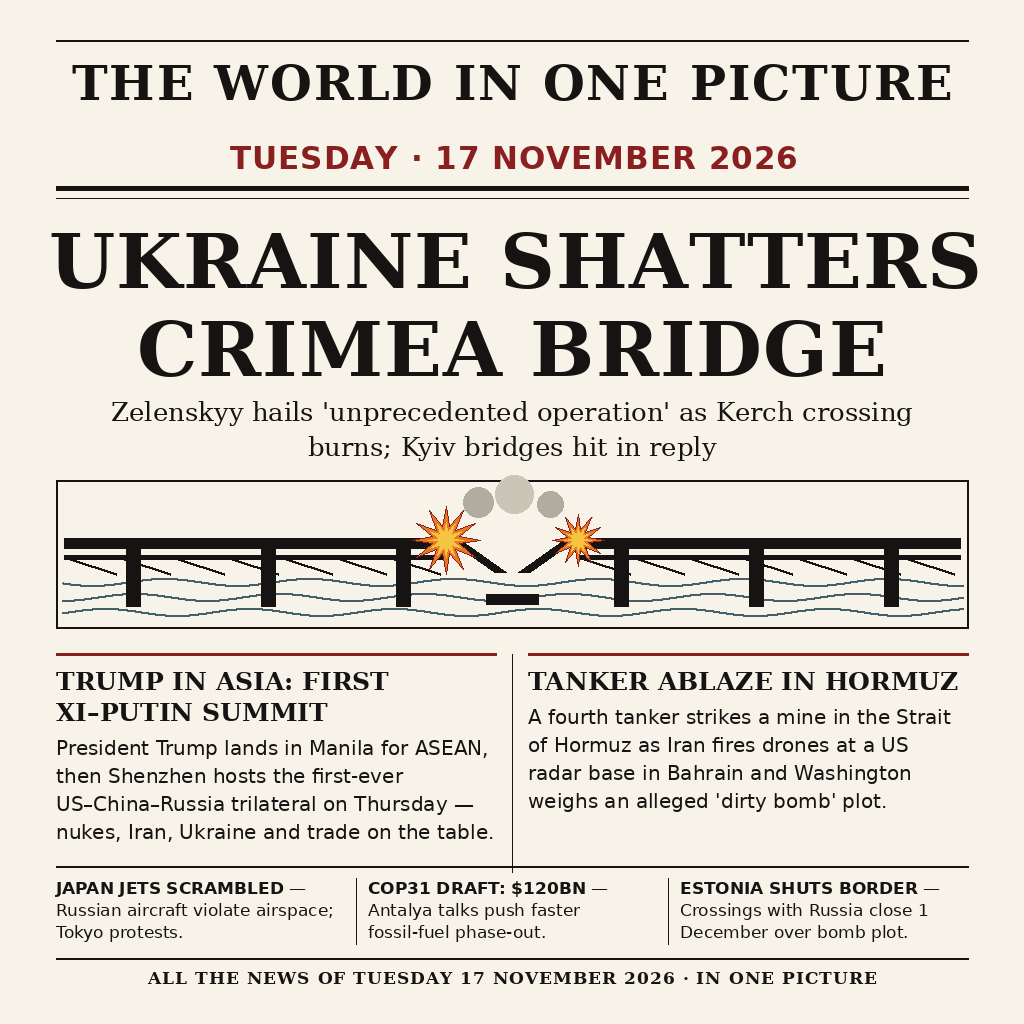 THE WORLD IN ONE PICTURE
TUESDAY · 17 NOVEMBER 2026
UKRAINE SHATTERS
CRIMEA BRIDGE
Zelenskyy hails 'unprecedented operation' as Kerch crossing
burns; Kyiv bridges hit in reply
TRUMP IN ASIA: FIRST
XI–PUTIN SUMMIT
President Trump lands in Manila for ASEAN,
then Shenzhen hosts the first-ever
US–China–Russia trilateral on Thursday —
nukes, Iran, Ukraine and trade on the table.
TANKER ABLAZE IN HORMUZ
A fourth tanker strikes a mine in the Strait
of Hormuz as Iran fires drones at a US
radar base in Bahrain and Washington
weighs an alleged 'dirty bomb' plot.
JAPAN JETS SCRAMBLED —
Russian aircraft violate airspace;
Tokyo protests.
COP31 DRAFT: $120BN —
Antalya talks push faster
fossil-fuel phase-out.
ESTONIA SHUTS BORDER —
Crossings with Russia close 1
December over bomb plot.
ALL THE NEWS OF TUESDAY 17 NOVEMBER 2026 · IN ONE PICTURE